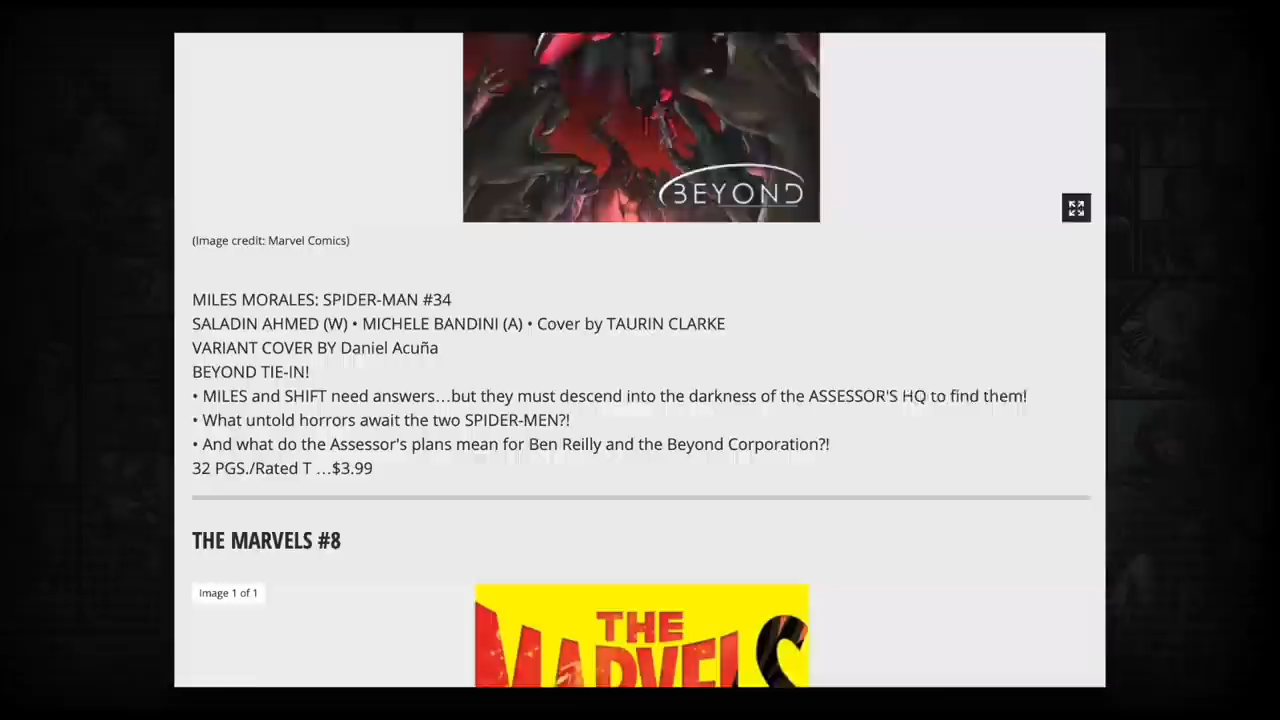 BEYOND
(Image credit: Marvel Comics)
MILES MORALES: SPIDER-MAN #34
SALADIN AHMED (W) • MICHELE BANDINI (A) • Cover by TAURIN CLARKE
VARIANT COVER BY Daniel Acuña
BEYOND TIE-IN!
• MILES and SHIFT need answers…but they must descend into the darkness of the ASSESSOR'S HQ to find them!
• What untold horrors await the two SPIDER-MEN?!
• And what do the Assessor's plans mean for Ben Reilly and the Beyond Corporation?!
32 PGS./Rated T …$3.99
THE MARVELS #8
Image 1 of 1
THE
MARVELS